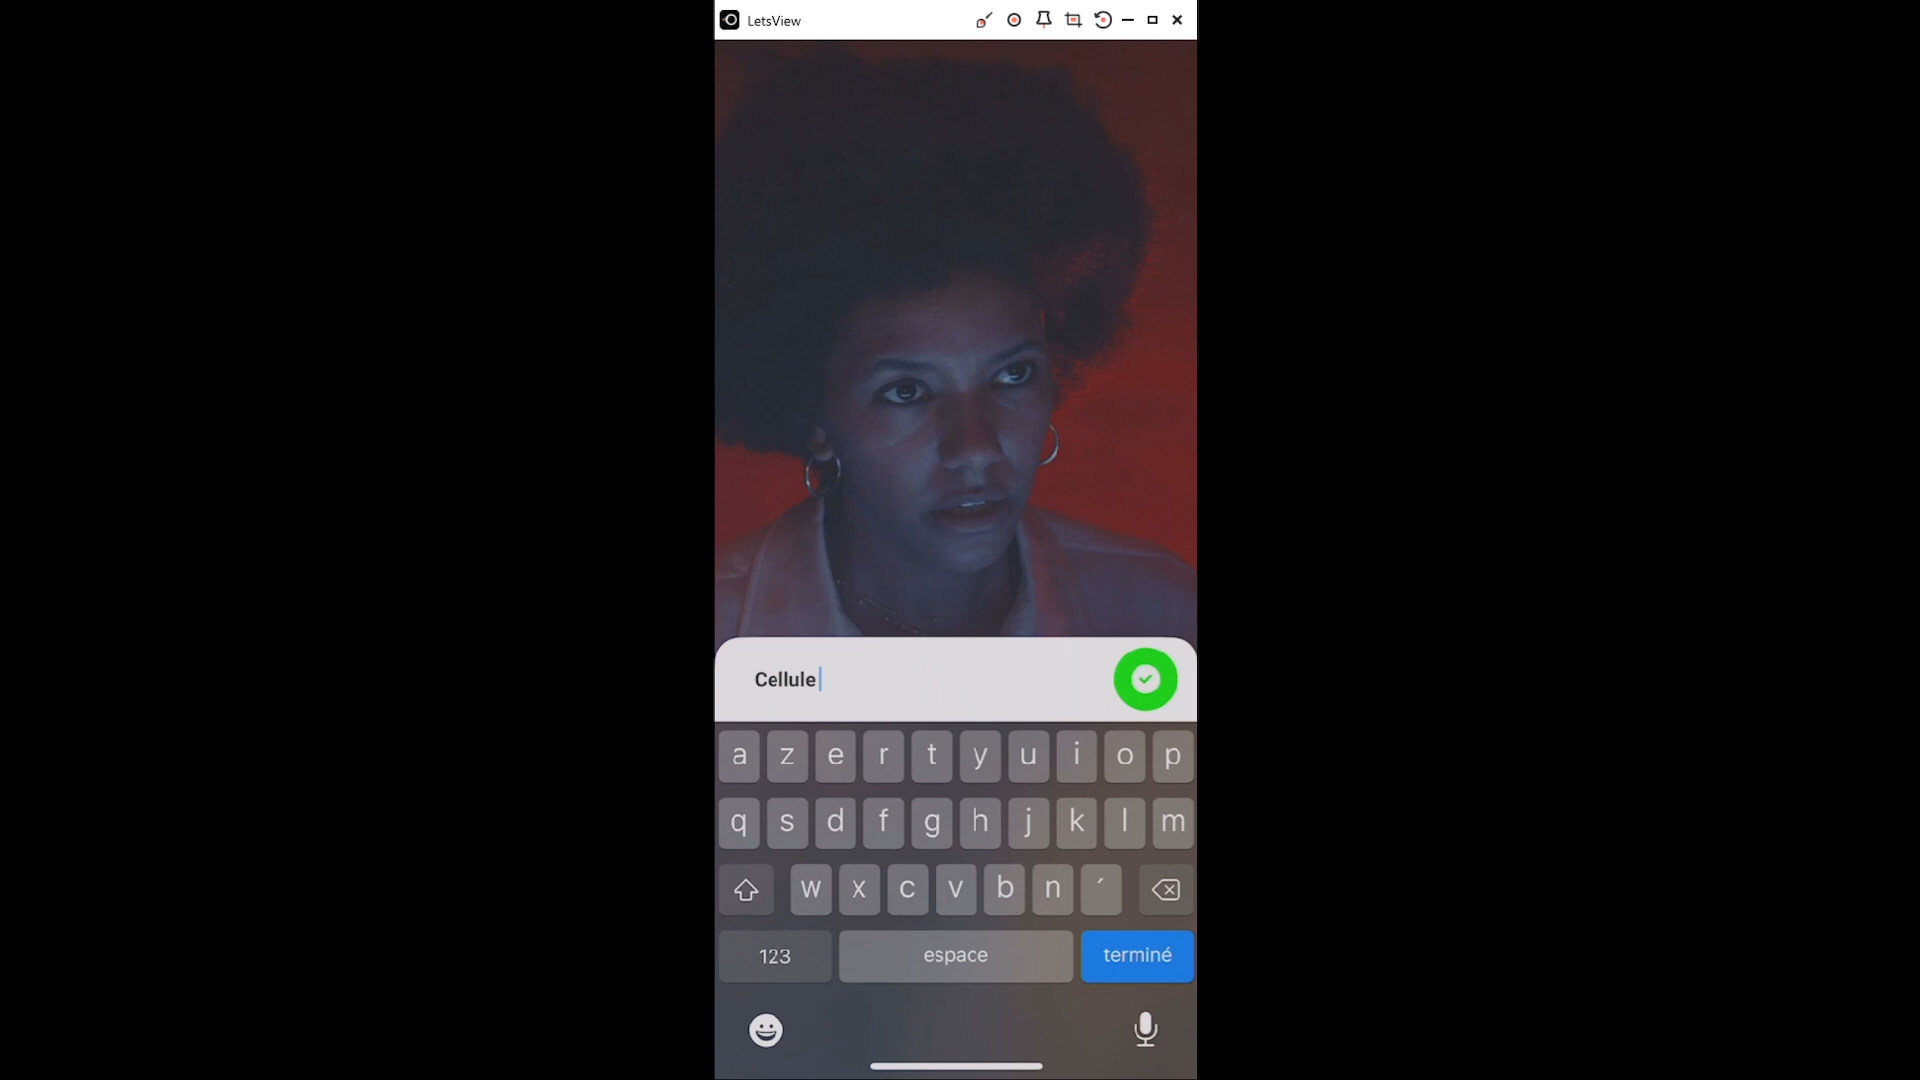 LetsView
Cellule
a z e r t y u i o p
q s d f g h j k l m
w x c v b n ´
123 espace terminé